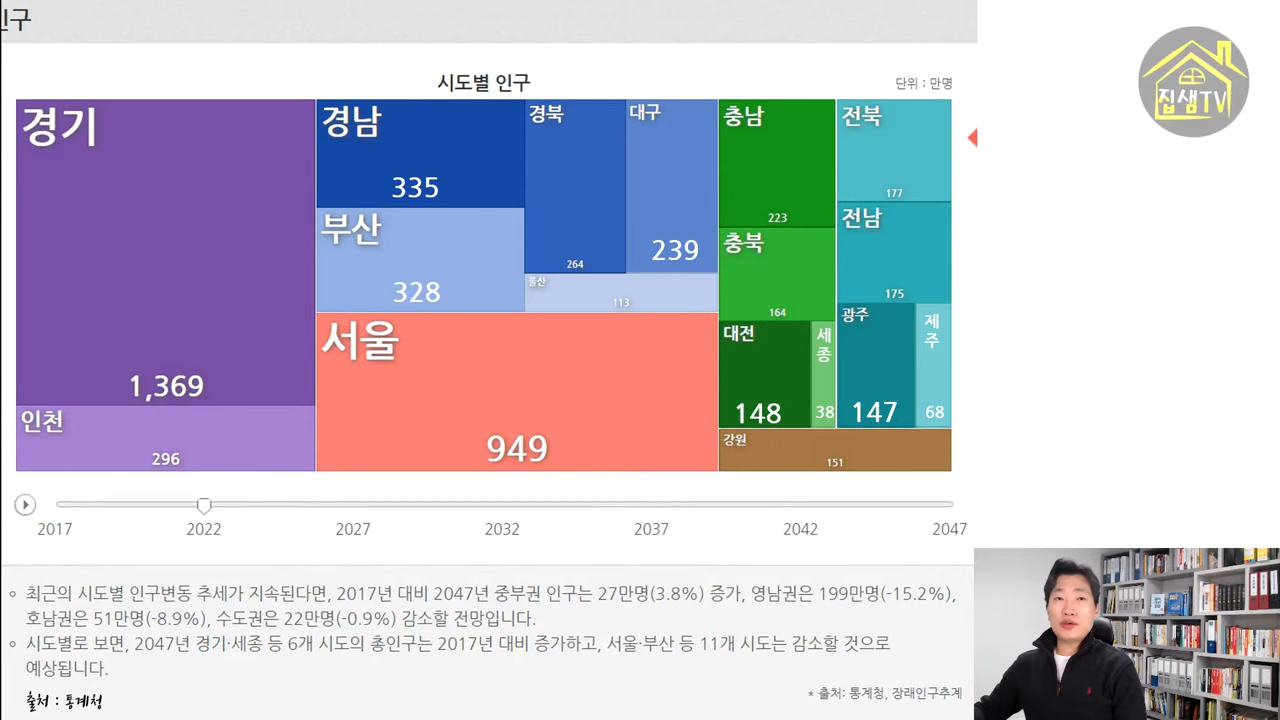 인구
집샘TV
시도별 인구
단위 : 만명
경기
1,369
인천
296
경남
335
부산
328
경북
264
대구
239
울산
113
서울
949
충남
223
충북
164
대전
148
세종
38
강원
151
전북
177
전남
175
광주
147
제주
68
2017 2022 2027 2032 2037 2042 2047
최근의 시도별 인구변동 추세가 지속된다면, 2017년 대비 2047년 중부권 인구는 27만명(3.8%) 증가, 영남권은 199만명(-15.2%),
호남권은 51만명(-8.9%), 수도권은 22만명(-0.9%) 감소할 전망입니다.
시도별로 보면, 2047년 경기·세종 등 6개 시도의 총인구는 2017년 대비 증가하고, 서울·부산 등 11개 시도는 감소할 것으로
예상됩니다.
* 출처: 통계청, 장래인구추계
출처 : 통계청